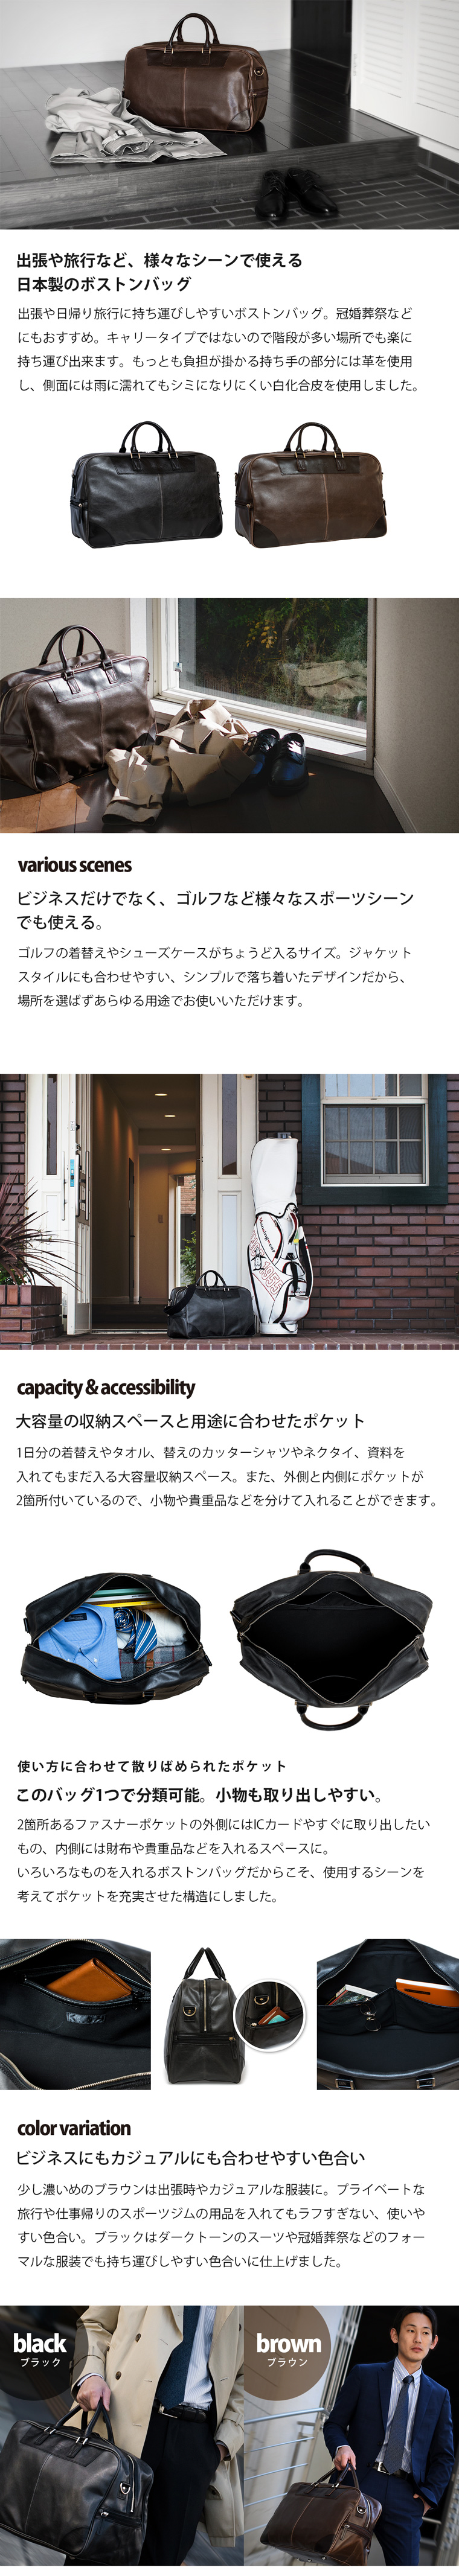 出張や旅行など、様々なシーンで使える
日本製のボストンバッグ
出張や日帰り旅行に持ち運びしやすいボストンバッグ。冠婚葬祭など
にもおすすめ。キャリータイプではないので階段が多い場所でも楽に
持ち運び出来ます。もっとも負担が掛かる持ち手の部分には革を使用
し、側面には雨に濡れてもシミになりにくい白化合皮を使用しました。
various scenes
ビジネスだけでなく、ゴルフなど様々なスポーツシーン
でも使える。
ゴルフの着替えやシューズケースがちょうど入るサイズ。ジャケット
スタイルにも合わせやすい、シンプルで落ち着いたデザインだから、
場所を選ばずあらゆる用途でお使いいただけます。
capacity & accessibility
大容量の収納スペースと用途に合わせたポケット
1日分の着替えやタオル、替えのカッターシャツやネクタイ、資料を
入れてもまだ入る大容量収納スペース。また、外側と内側にポケットが
2箇所付いているので、小物や貴重品などを分けて入れることができます。
使い方に合わせて散りばめられたポケット
このバッグ1つで分類可能。小物も取り出しやすい。
2箇所あるファスナーポケットの外側にはICカードやすぐに取り出したい
もの、内側には財布や貴重品などを入れるスペースに。
いろいろなものを入れるボストンバッグだからこそ、使用するシーンを
考えてポケットを充実させた構造にしました。
color variation
ビジネスにもカジュアルにも合わせやすい色合い
少し濃いめのブラウンは出張時やカジュアルな服装に。プライベートな
旅行や仕事帰りのスポーツジムの用品を入れてもラフすぎない、使いや
すい色合い。ブラックはダークトーンのスーツや冠婚葬祭などのフォー
マルな服装でも持ち運びしやすい色合いに仕上げました。
black
ブラック
brown
ブラウン